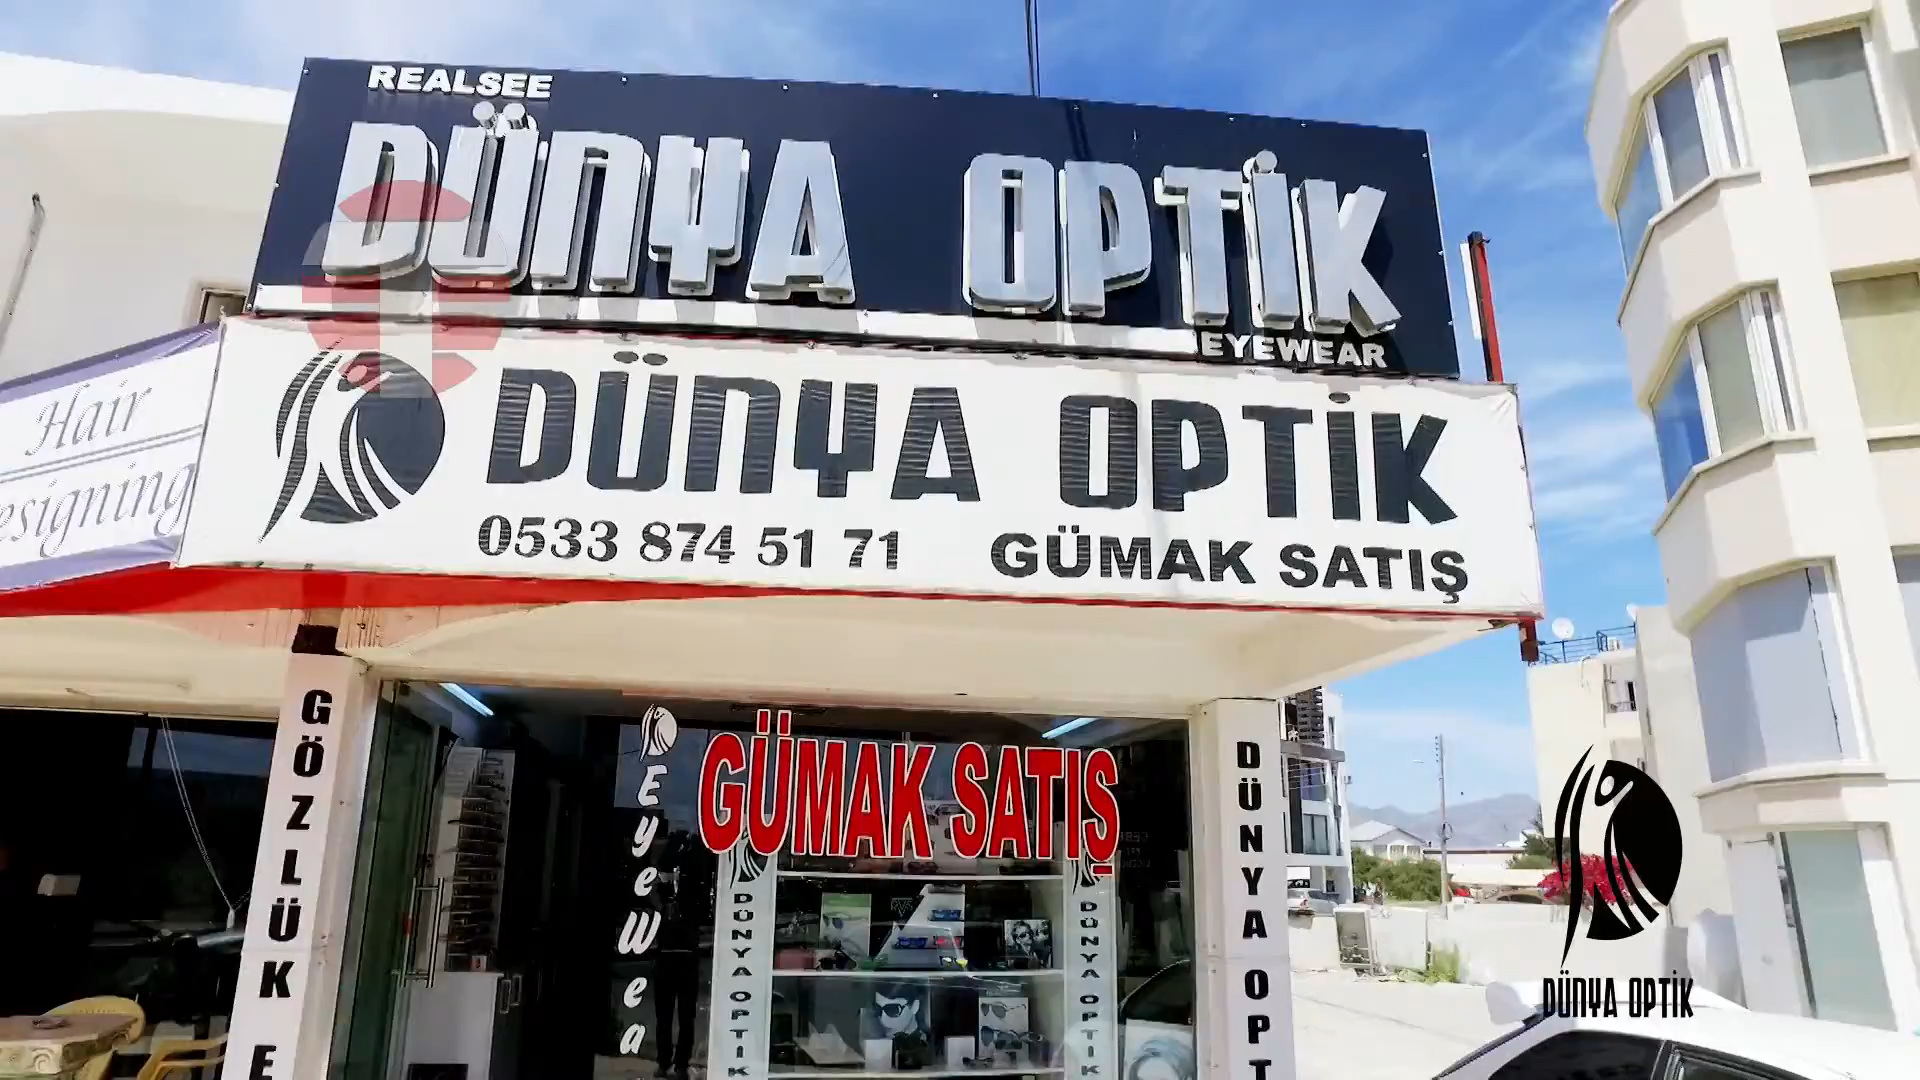 REALSEE
DÜNYA OPTİK
EYEWEAR
Hair
esigning
DÜNYA OPTİK
0533 874 51 71
GÜMAK SATIŞ
GÖZLÜK E
EyeWea
GÜMAK SATIŞ
DÜNYA OPTİK
DÜNYA OPTİK
DÜNYA OPT
DÜNYA OPTİK